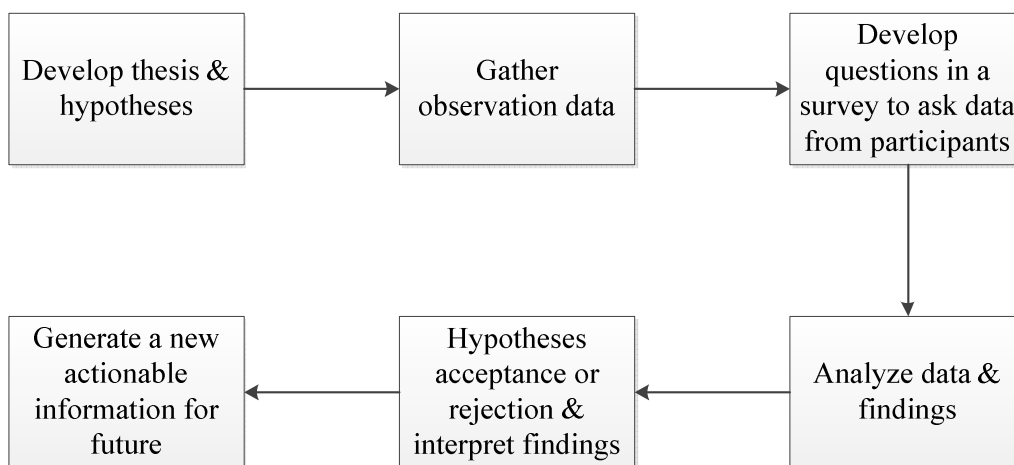 Develop thesis &
hypotheses
Gather
observation data
Develop
questions in a
survey to ask data
from participants
Analyze data &
findings
Hypotheses
acceptance or
rejection &
interpret findings
Generate a new
actionable
information for
future